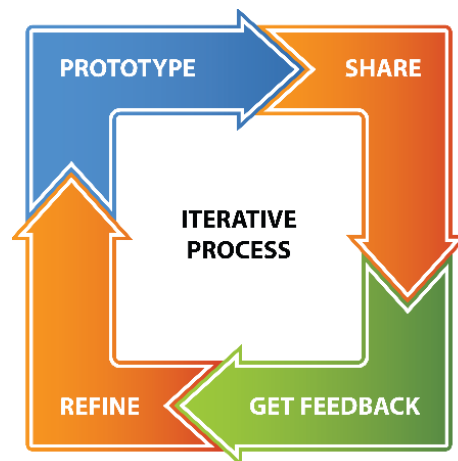 PROTOTYPE
SHARE
ITERATIVE
PROCESS
REFINE
GET FEEDBACK